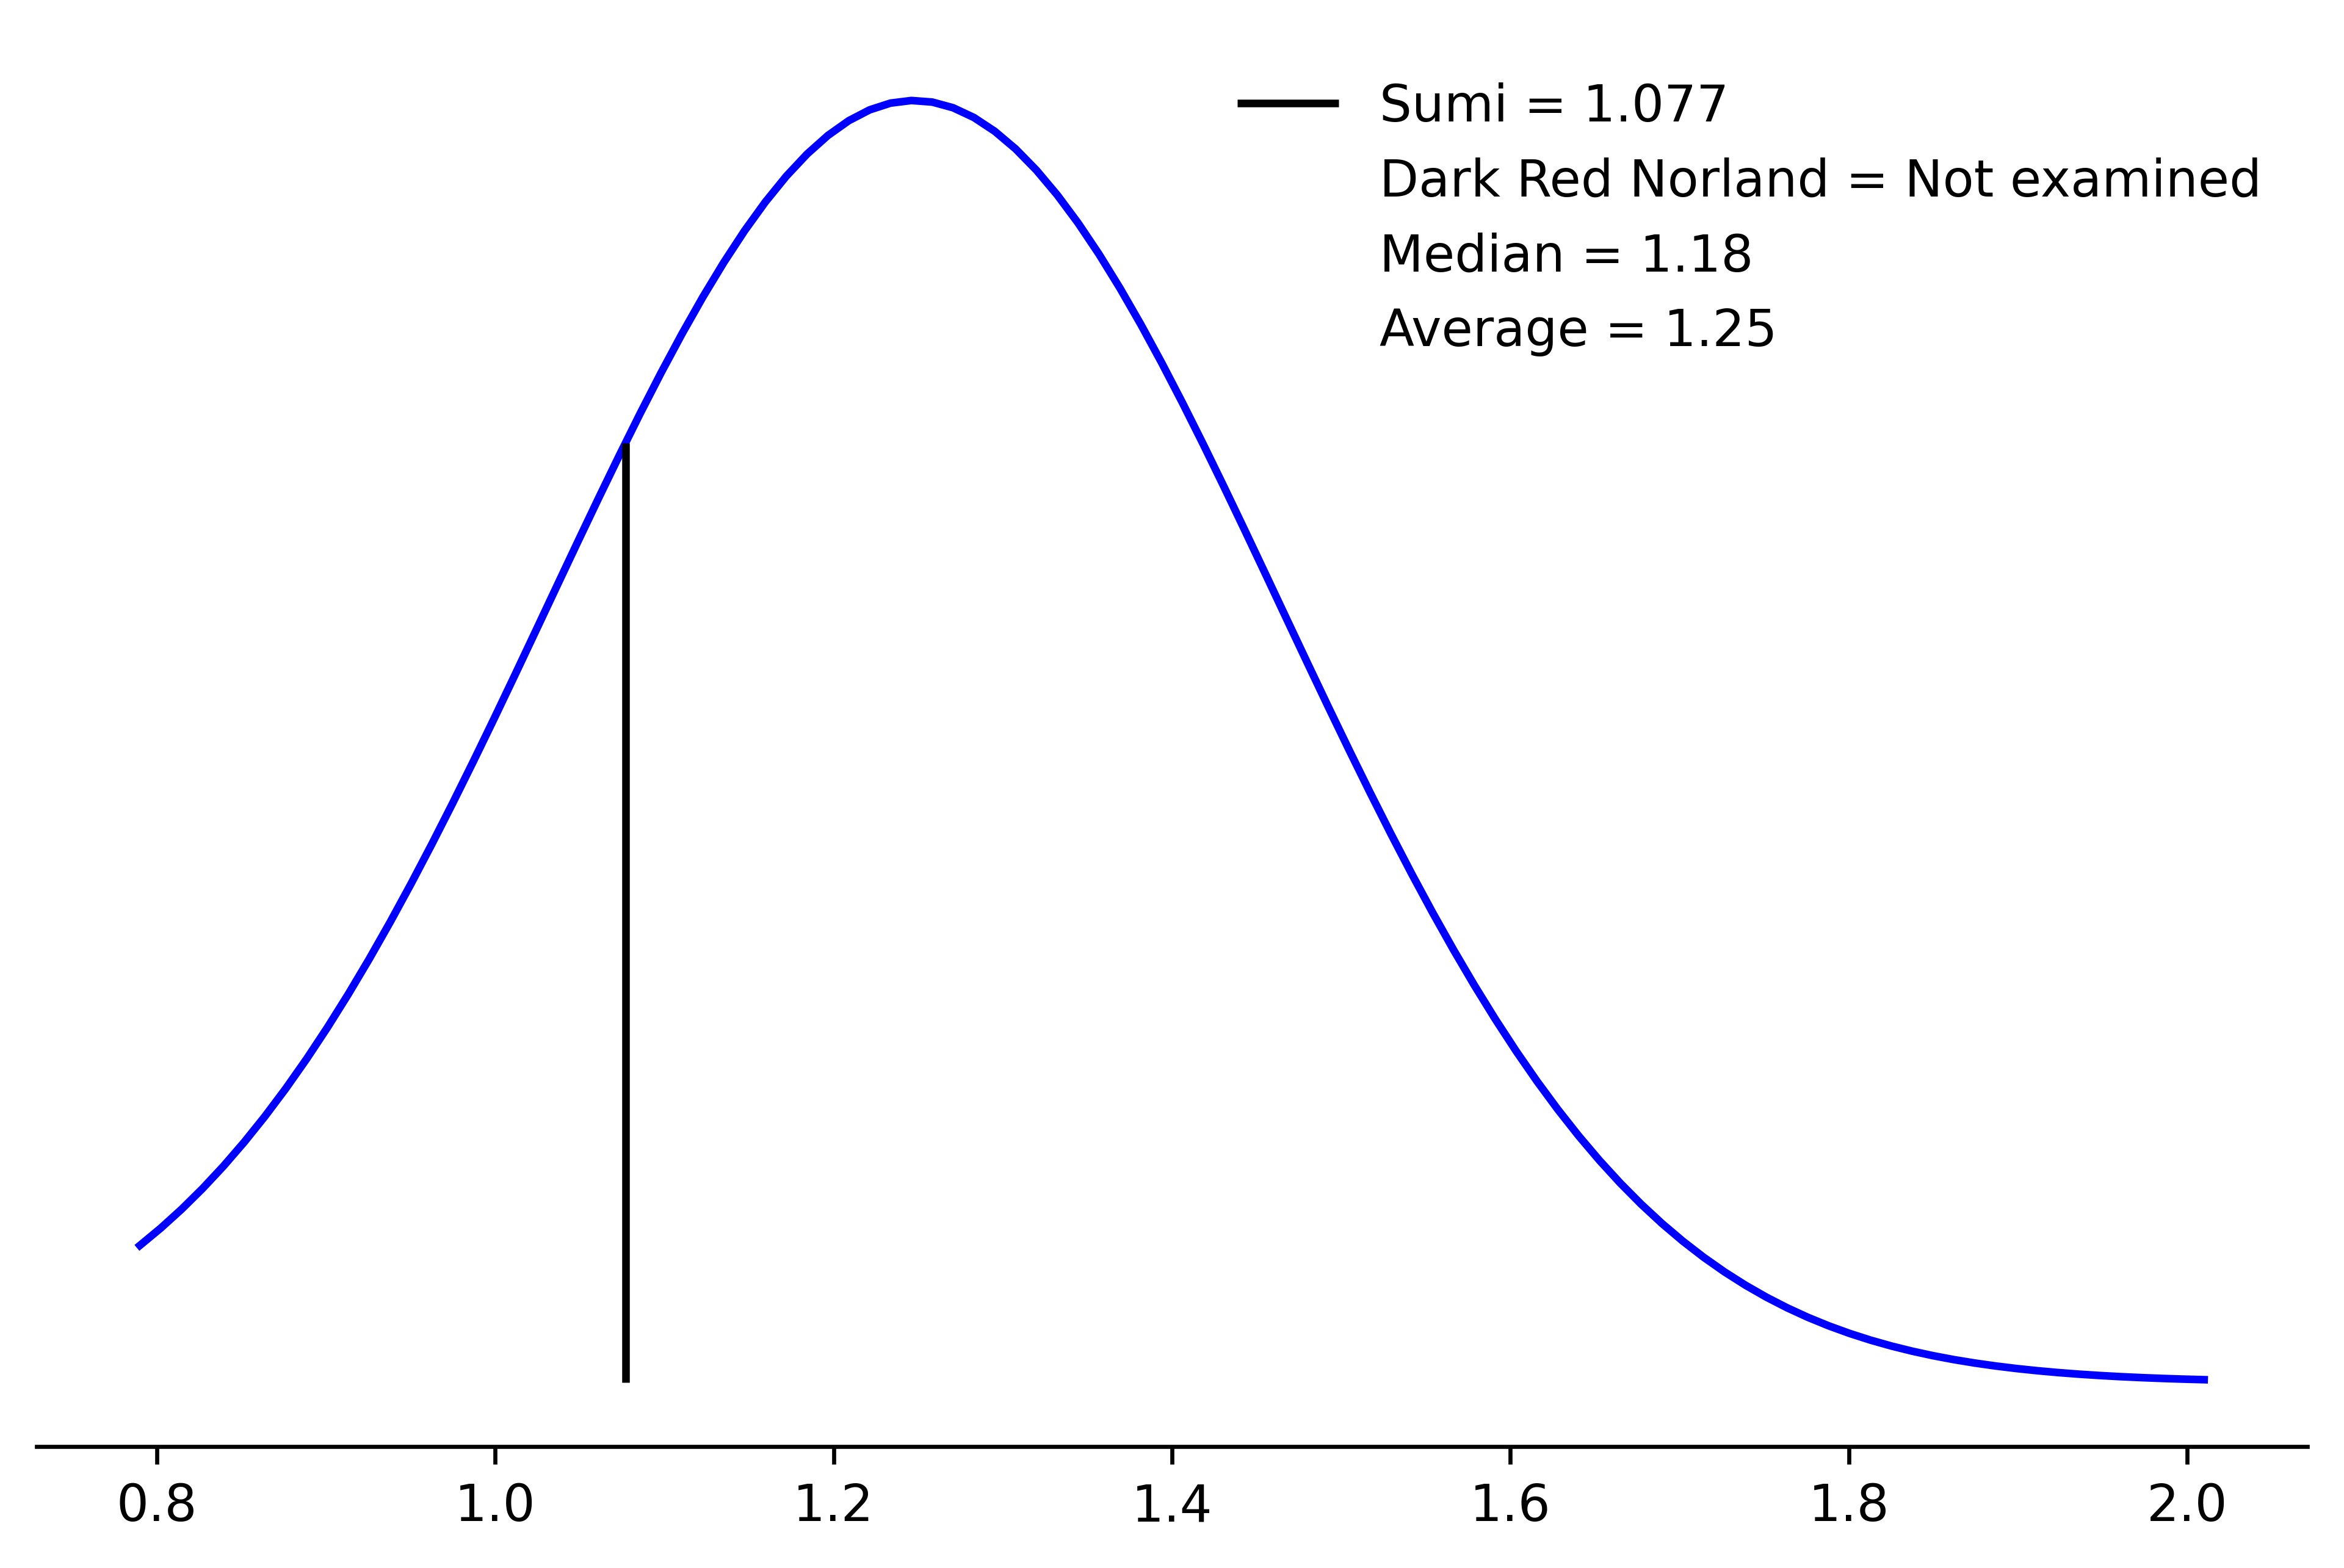 Sumi = 1.077
Dark Red Norland = Not examined
Median = 1.18
Average = 1.25
0.8 1.0 1.2 1.4 1.6 1.8 2.0